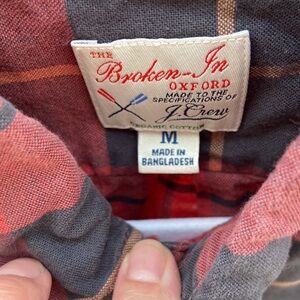 THE
Broken-In
OXFORD
MADE TO THE
SPECIFICATIONS OF
J.Crew
ORGANIC COTTON
M
MADE IN
BANGLADESH